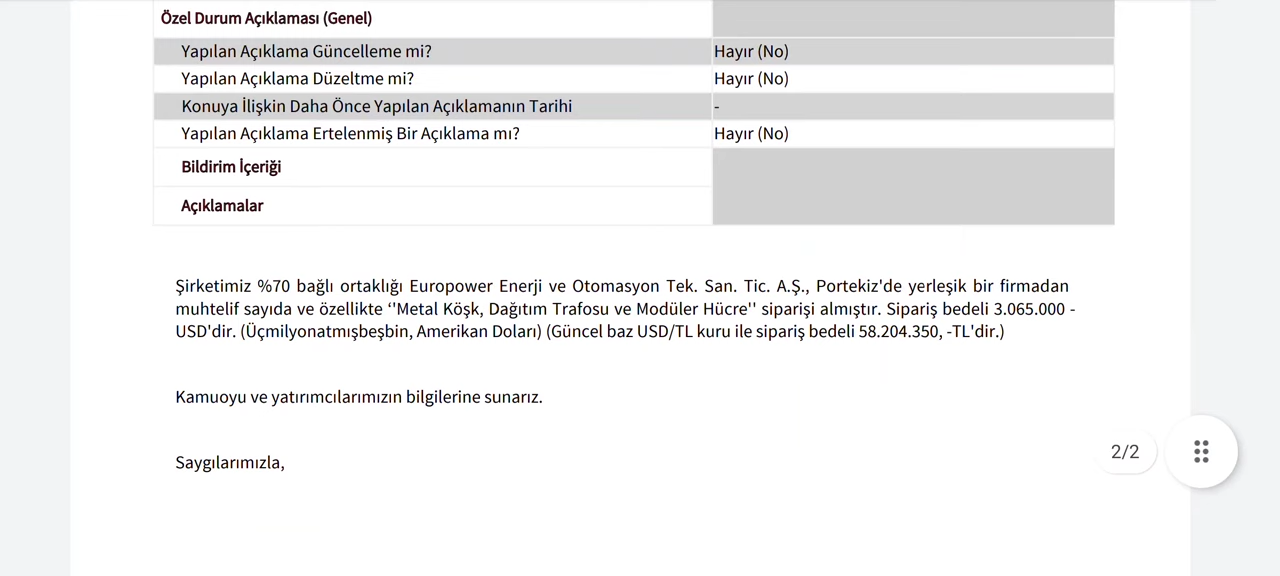 Özel Durum Açıklaması (Genel)
Yapılan Açıklama Güncelleme mi? Hayır (No)
Yapılan Açıklama Düzeltme mi? Hayır (No)
Konuya İlişkin Daha Önce Yapılan Açıklamanın Tarihi -
Yapılan Açıklama Ertelenmiş Bir Açıklama mı? Hayır (No)
Bildirim İçeriği
Açıklamalar
Şirketimiz %70 bağlı ortaklığı Europower Enerji ve Otomasyon Tek. San. Tic. A.Ş., Portekiz'de yerleşik bir firmadan
muhtelif sayıda ve özellikte ‘'Metal Köşk, Dağıtım Trafosu ve Modüler Hücre'' siparişi almıştır. Sipariş bedeli 3.065.000 -
USD'dir. (Üçmilyonatmışbeşbin, Amerikan Doları) (Güncel baz USD/TL kuru ile sipariş bedeli 58.204.350, -TL'dir.)
Kamuoyu ve yatırımcılarımızın bilgilerine sunarız.
Saygılarımızla,
2/2